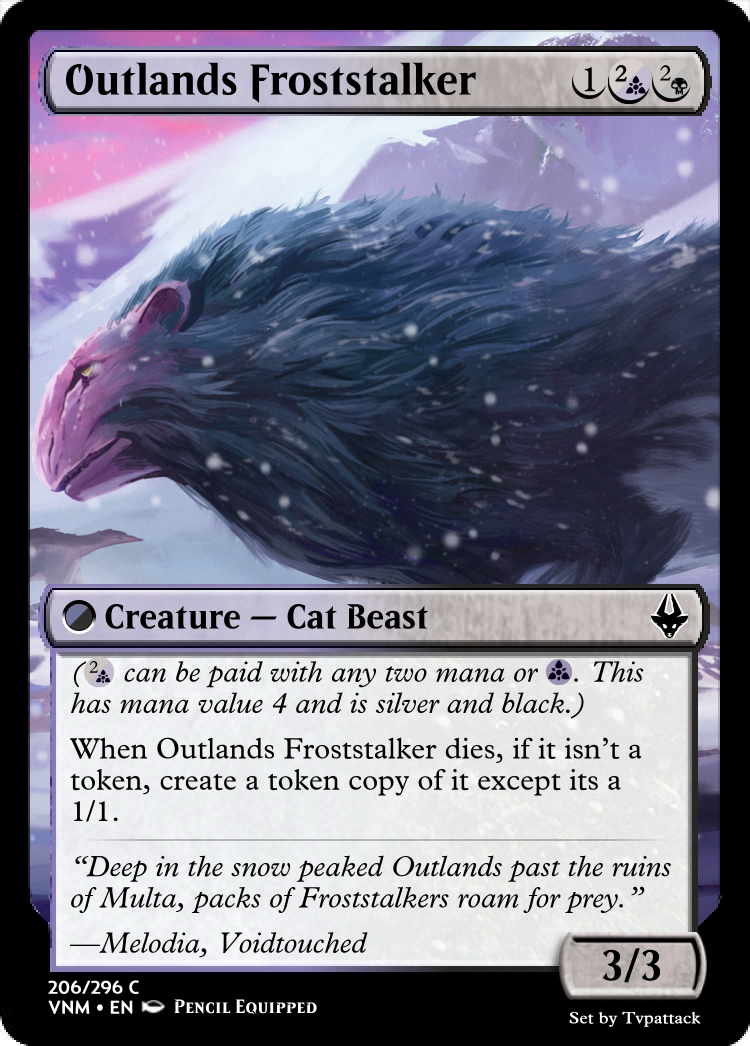 Outlands Froststalker 1 2 2
Creature — Cat Beast
(2 can be paid with any two mana or . This
has mana value 4 and is silver and black.)
When Outlands Froststalker dies, if it isn't a
token, create a token copy of it except its a
1/1.
“Deep in the snow peaked Outlands past the ruins
of Multa, packs of Froststalkers roam for prey.”
—Melodia, Voidtouched
3/3
206/296 C
VNM • EN Pencil Equipped
Set by Tvpattack